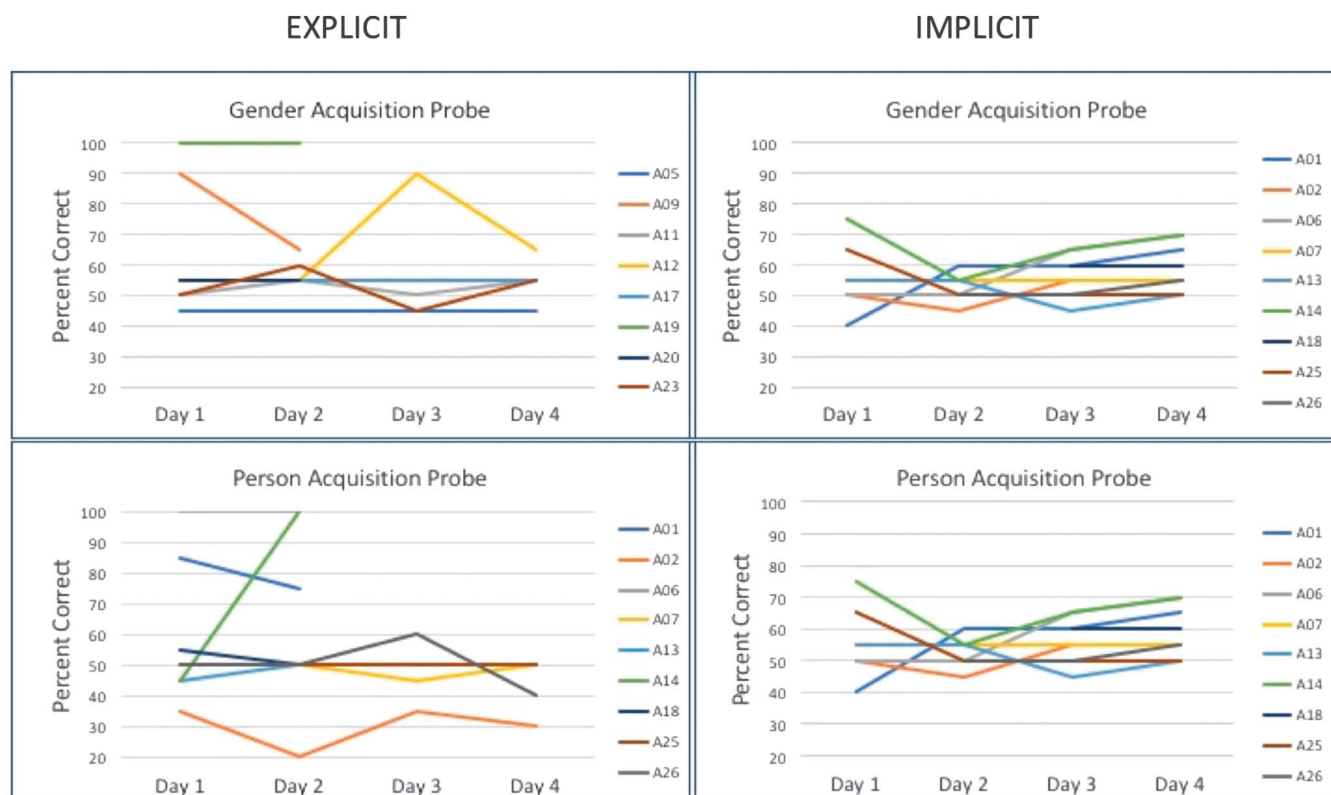 EXPLICIT
IMPLICIT
Gender Acquisition Probe
Percent Correct
100
90
80
70
60
50
40
30
20
Day 1 Day 2 Day 3 Day 4
A05
A09
A11
A12
A17
A19
A20
A23
Gender Acquisition Probe
Percent Correct
100
90
80
70
60
50
40
30
20
Day 1 Day 2 Day 3 Day 4
A01
A02
A06
A07
A13
A14
A18
A25
A26
Person Acquisition Probe
Percent Correct
100
90
80
70
60
50
40
30
20
Day 1 Day 2 Day 3 Day 4
A01
A02
A06
A07
A13
A14
A18
A25
A26
Person Acquisition Probe
Percent Correct
100
90
80
70
60
50
40
30
20
Day 1 Day 2 Day 3 Day 4
A01
A02
A06
A07
A13
A14
A18
A25
A26